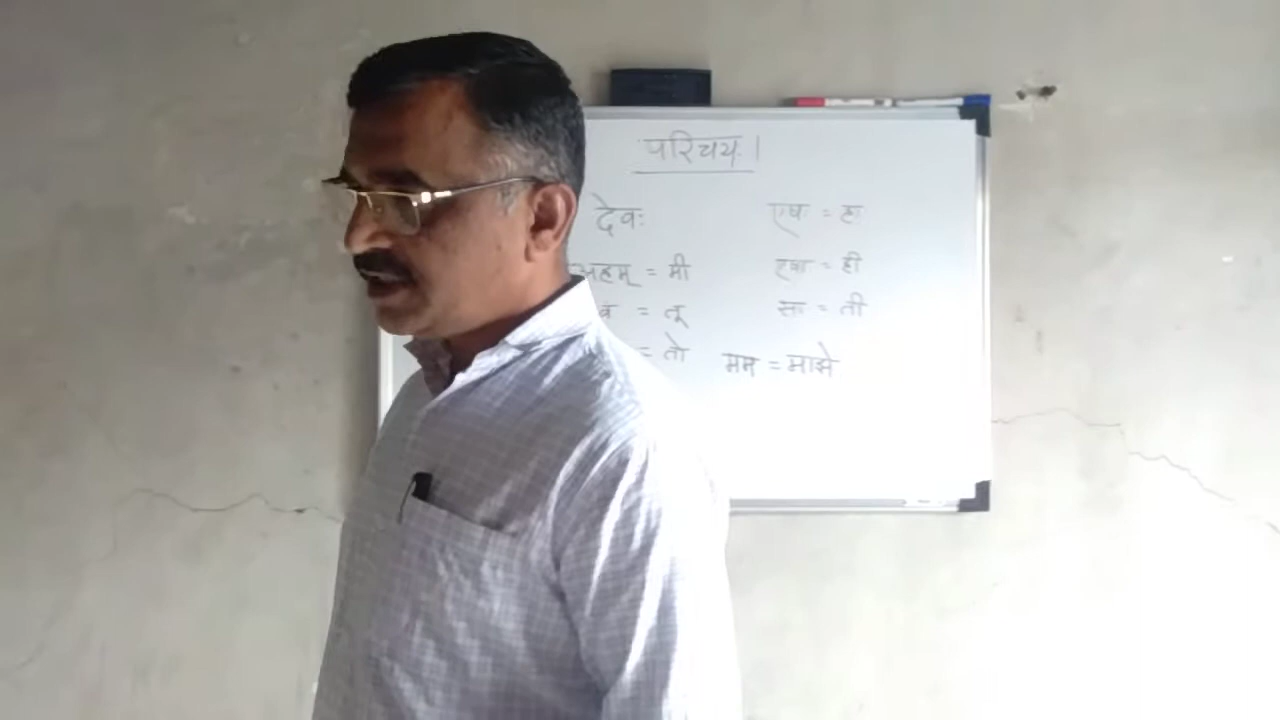 परिचय ।
देवः एषः = हा
अहम् = मी एषा = ही
= तू सा = ती
= तो मम = माझे